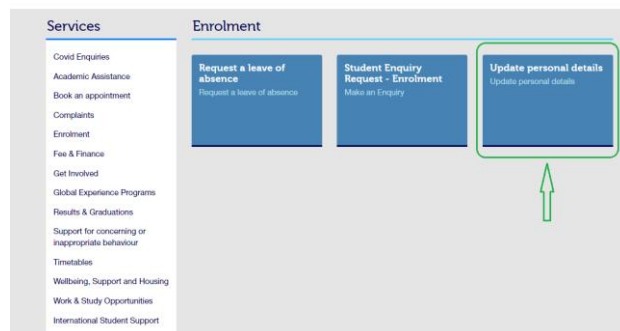 Services
Covid Enquiries
Academic Assistance
Book an appointment
Complaints
Enrolment
Fee & Finance
Get Involved
Global Experience Programs
Results & Graduations
Support for concerning or
inappropriate behaviour
Timetables
Wellbeing, Support and Housing
Work & Study Opportunities
International Student Support
Enrolment
Request a leave of
absence
Request a leave of absence
Student Enquiry
Request - Enrolment
Make an Enquiry
Update personal details
Update personal details